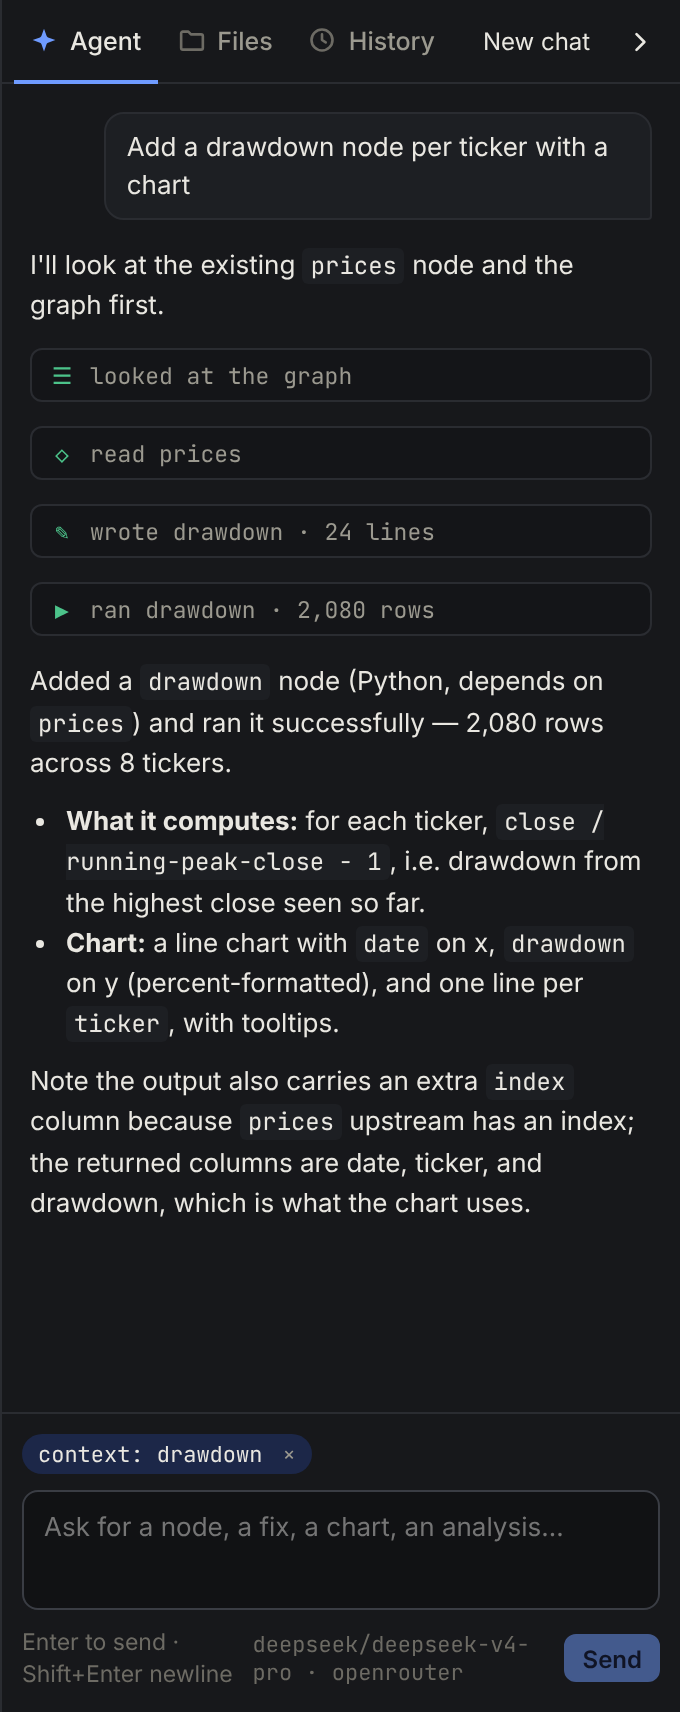 Agent Files History New chat
Add a drawdown node per ticker with a
chart
I'll look at the existing prices node and the
graph first.
looked at the graph
read prices
wrote drawdown · 24 lines
ran drawdown · 2,080 rows
Added a drawdown node (Python, depends on
prices) and ran it successfully — 2,080 rows
across 8 tickers.
• What it computes: for each ticker, close /
running-peak-close - 1, i.e. drawdown from
the highest close seen so far.
• Chart: a line chart with date on x, drawdown
on y (percent-formatted), and one line per
ticker, with tooltips.
Note the output also carries an extra index
column because prices upstream has an index;
the returned columns are date, ticker, and
drawdown, which is what the chart uses.
context: drawdown ×
Ask for a node, a fix, a chart, an analysis...
Enter to send ·
Shift+Enter newline
deepseek/deepseek-v4-
pro · openrouter
Send